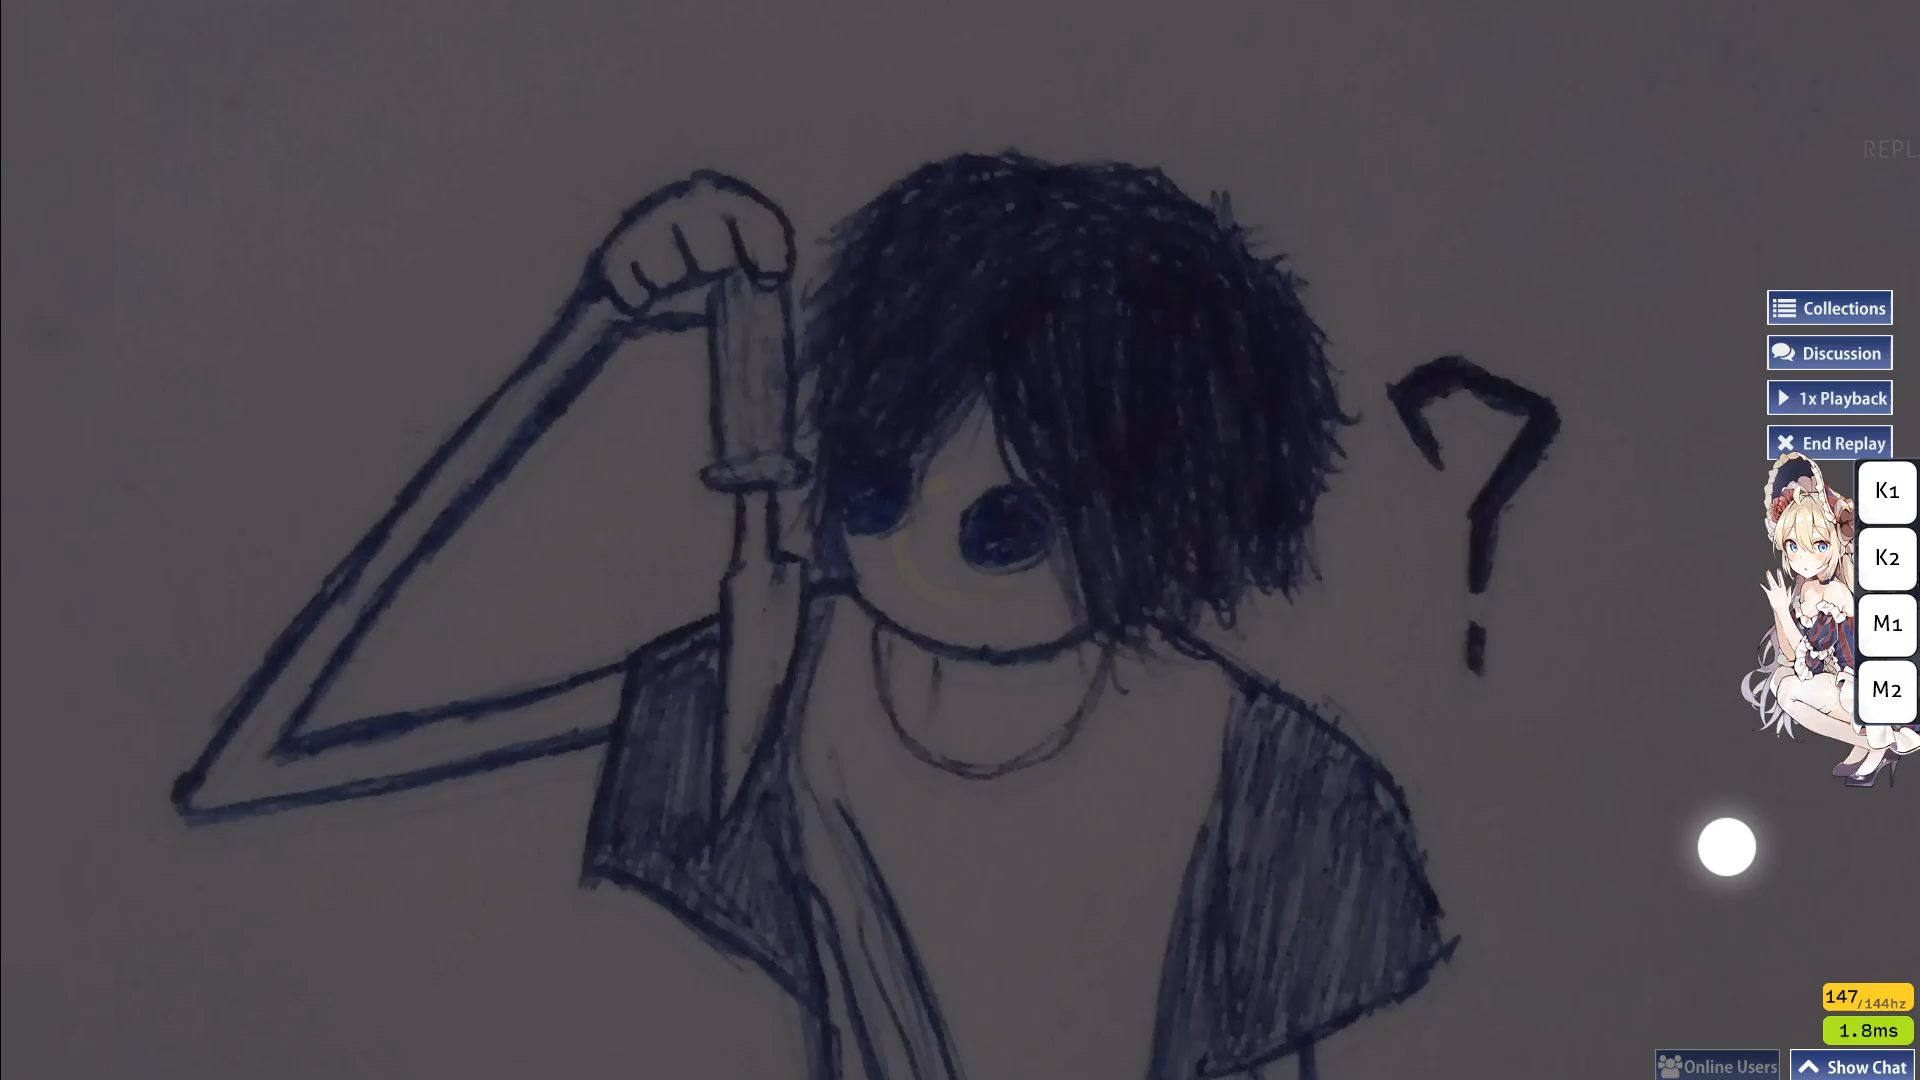 REPL
Collections
Discussion
1x Playback
End Replay
K1
K2
M1
M2
?
147/144hz
1.8ms
Online Users
Show Chat